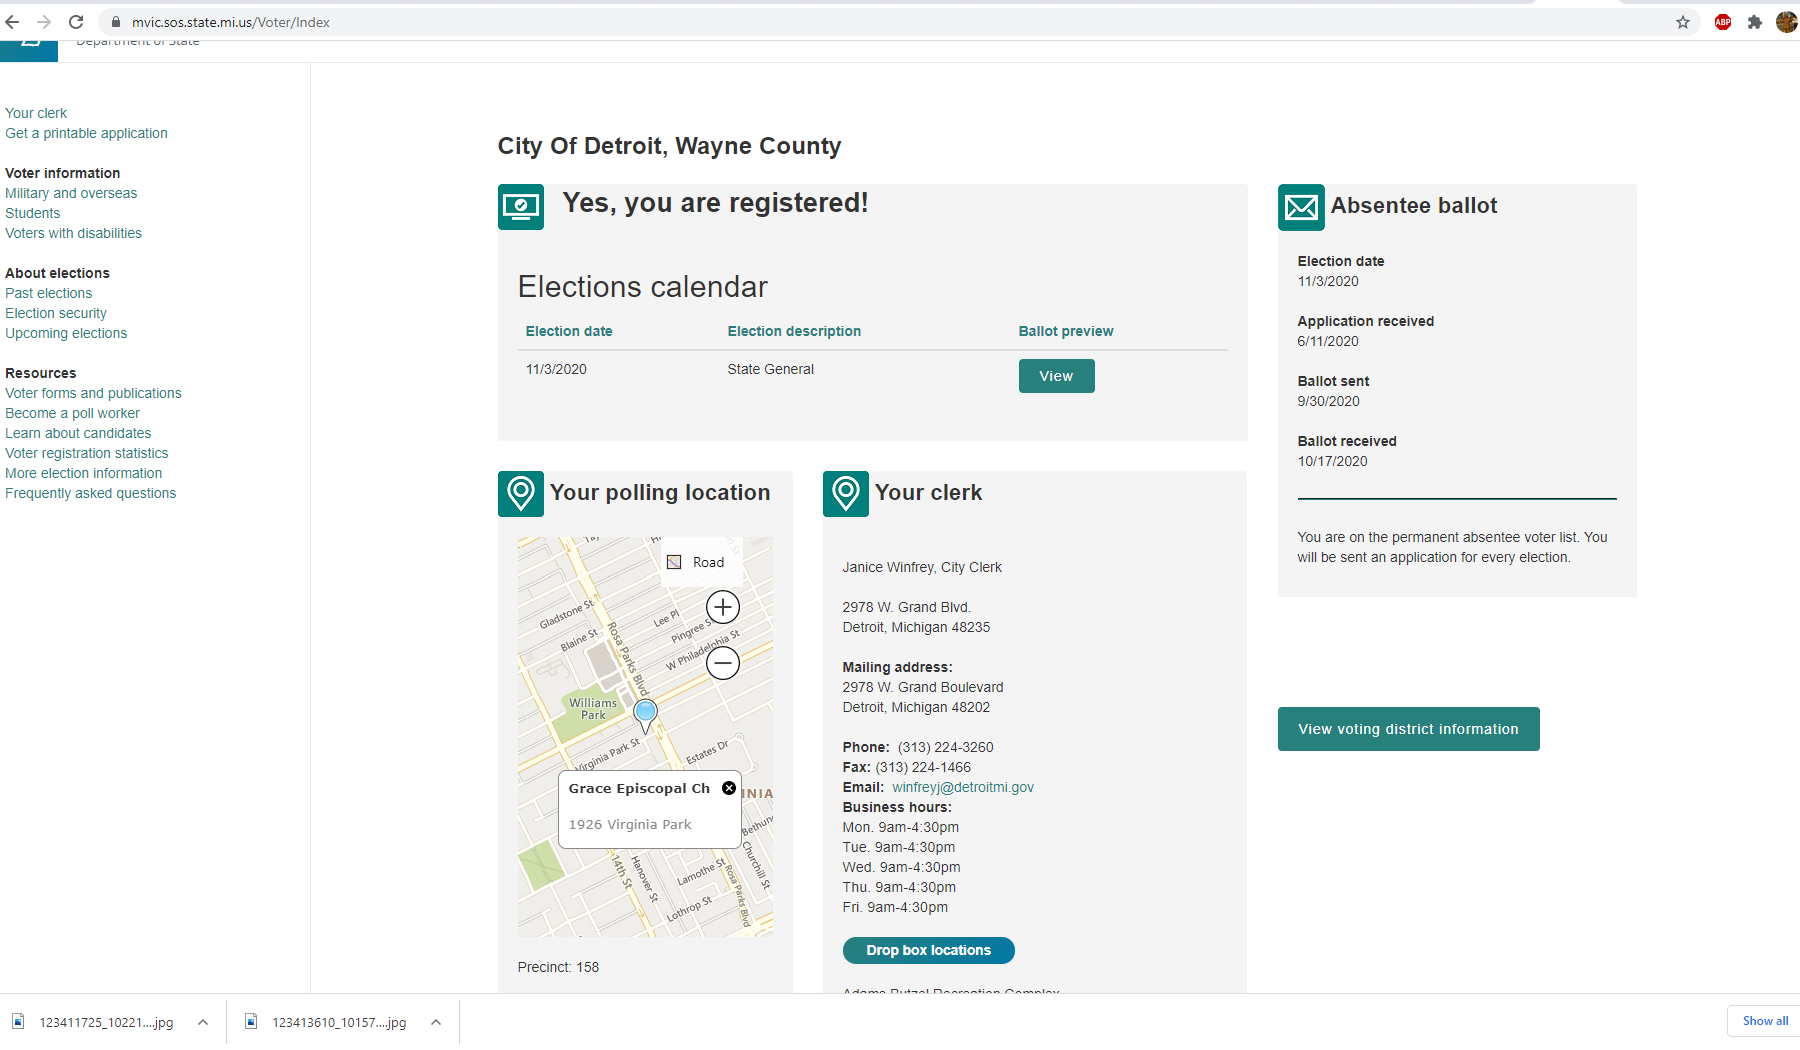 mvic.sos.state.mi.us/Voter/Index
ABP
Department of State
Your clerk
Get a printable application
Voter information
Military and overseas
Students
Voters with disabilities
About elections
Past elections
Election security
Upcoming elections
Resources
Voter forms and publications
Become a poll worker
Learn about candidates
Voter registration statistics
More election information
Frequently asked questions
City Of Detroit, Wayne County
Yes, you are registered!
Elections calendar
Election date Election description Ballot preview
11/3/2020 State General View
Absentee ballot
Election date
11/3/2020
Application received
6/11/2020
Ballot sent
9/30/2020
Ballot received
10/17/2020
You are on the permanent absentee voter list. You
will be sent an application for every election.
View voting district information
Your polling location
Road
Gladstone St
Lee Pl
Blaine St
Rosa Parks Blvd
Pingree S
W Philadelphia St
Williams
Park
Virginia Park St
Estates Dr
Grace Episcopal Ch
INIA
1926 Virginia Park
Bethun
14th St
Hanover St
Lamothe St
Churchill St
Rosa Parks Blvd
Lothrop St
Precinct: 158
Your clerk
Janice Winfrey, City Clerk
2978 W. Grand Blvd.
Detroit, Michigan 48235
Mailing address:
2978 W. Grand Boulevard
Detroit, Michigan 48202
Phone: (313) 224-3260
Fax: (313) 224-1466
Email: winfreyj@detroitmi.gov
Business hours:
Mon. 9am-4:30pm
Tue. 9am-4:30pm
Wed. 9am-4:30pm
Thu. 9am-4:30pm
Fri. 9am-4:30pm
Drop box locations
Adams Butzel Recreation Complex
123411725_10221....jpg
123413610_10157....jpg
Show all